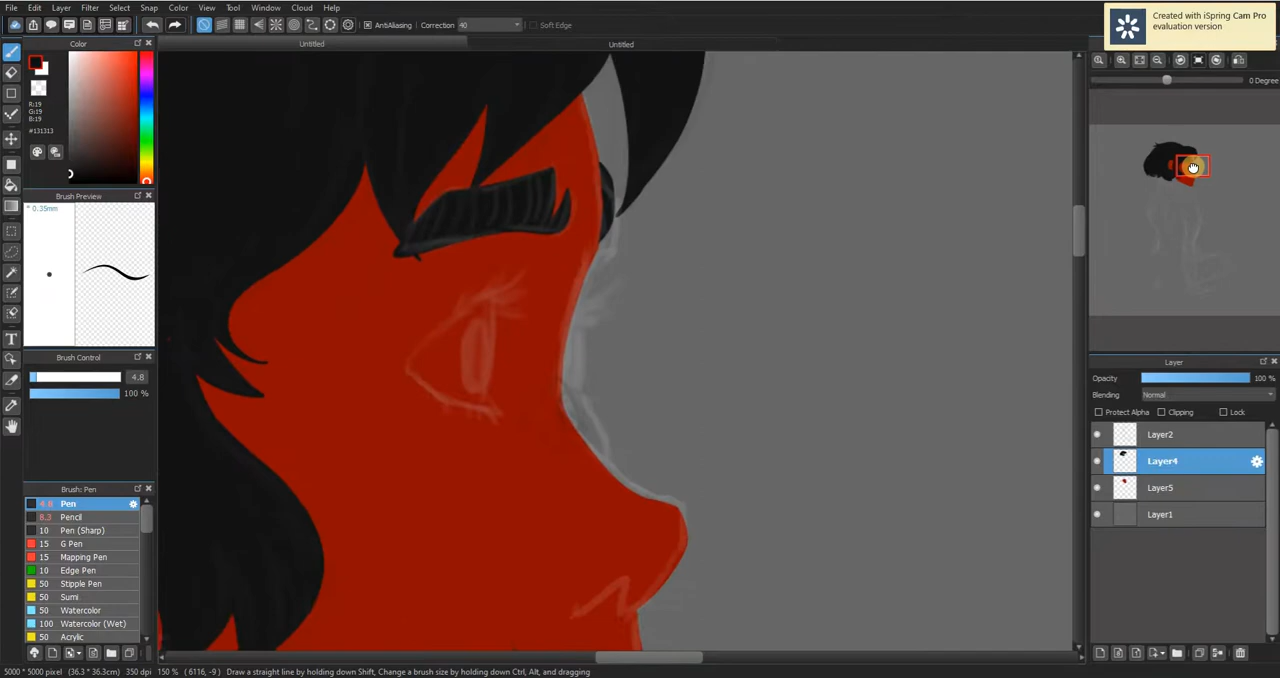 File Edit Layer Filter Select Snap Color View Tool Window Cloud Help
AntiAliasing Correction 40 Soft Edge
Created with iSpring Cam Pro
evaluation version
Color
Untitled
Untitled
0 Degree
R:19
G:19
B:19
#131313
Brush Preview
* 0.35mm
Brush Control
4.8
100 %
Brush: Pen
4.8 Pen
8.3 Pencil
10 Pen (Sharp)
15 G Pen
15 Mapping Pen
10 Edge Pen
50 Stipple Pen
50 Sumi
50 Watercolor
100 Watercolor (Wet)
50 Acrylic
Layer
Opacity 100 %
Blending Normal
Protect Alpha Clipping Lock
Layer2
Layer4
Layer5
Layer1
5000 * 5000 pixel (36.3 * 36.3cm) 350 dpi 150 % ( 6116, -9 ) Draw a straight line by holding down Shift, Change a brush size by holding down Ctrl, Alt, and dragging